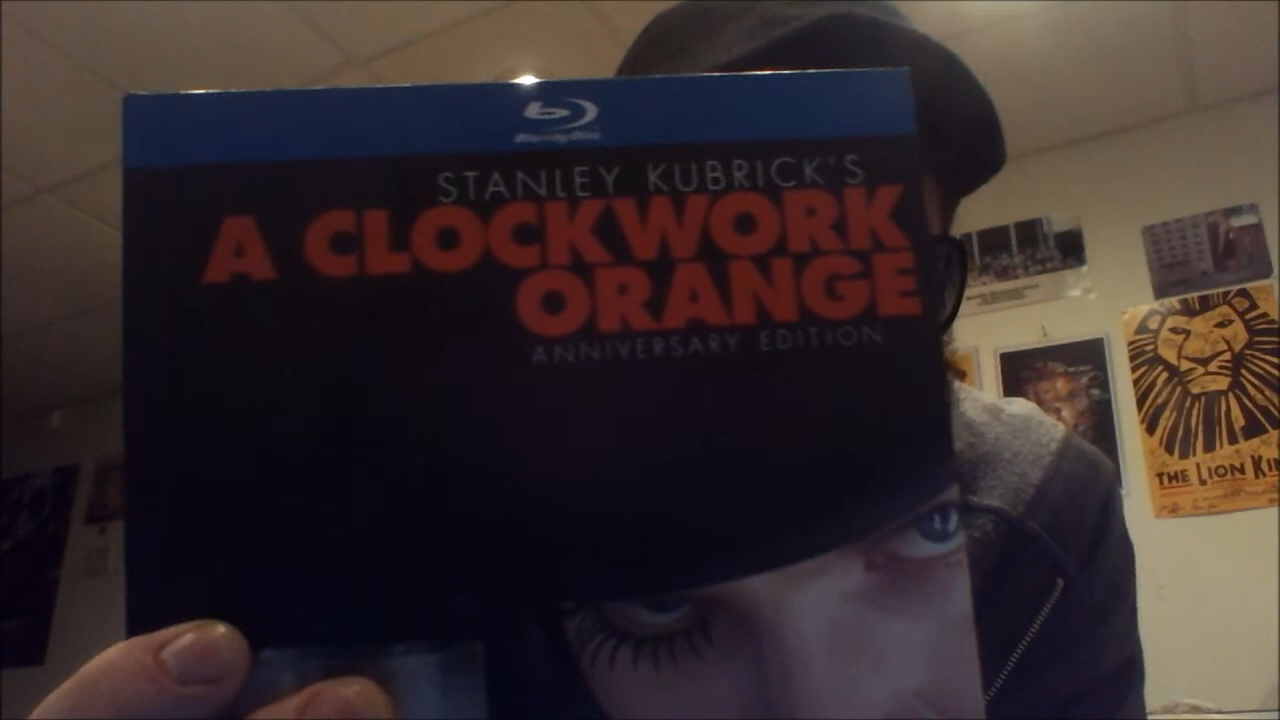 Blu-ray Disc
STANLEY KUBRICK'S
A CLOCKWORK
ORANGE
ANNIVERSARY EDITION
THE LION KIN